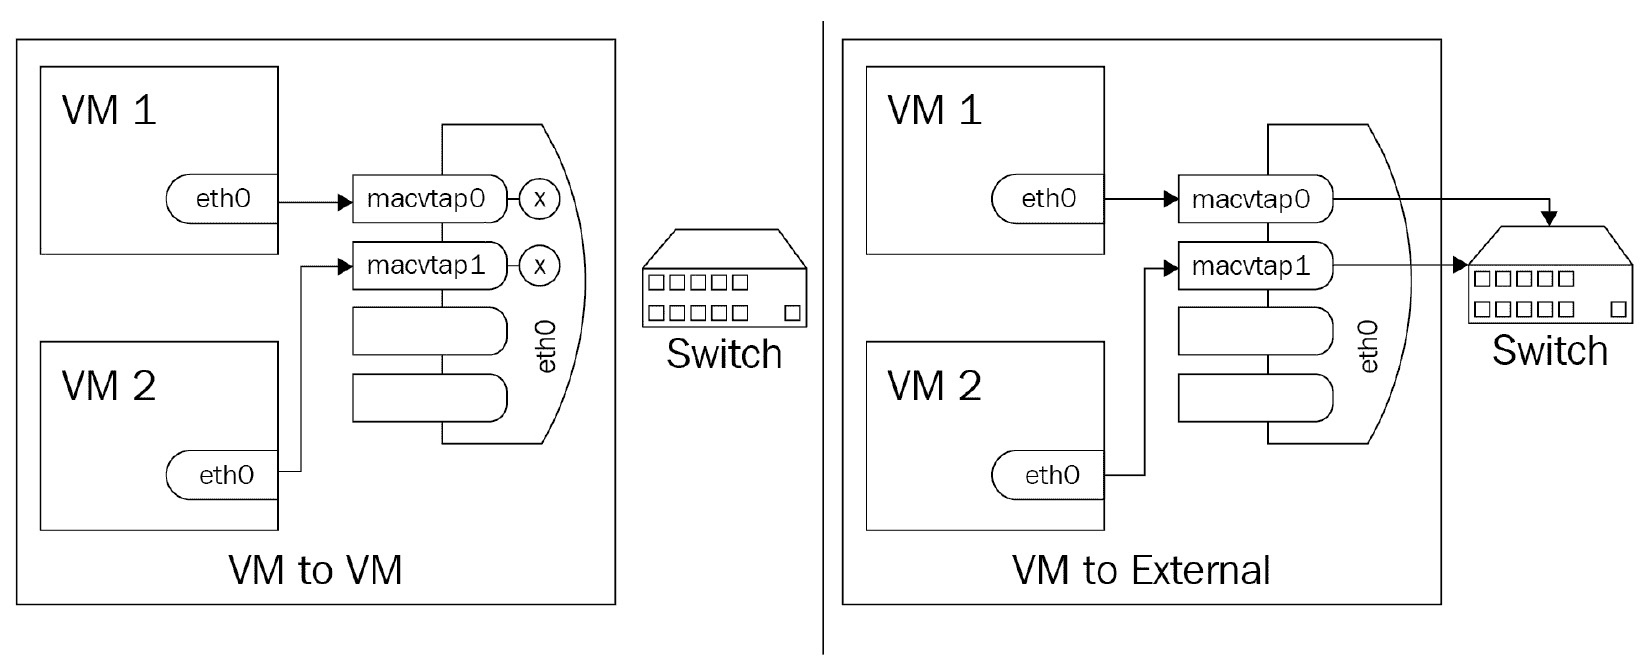 VM 1
eth0
macvtap0
x
macvtap1
x
eth0
VM 2
eth0
VM to VM
Switch
VM 1
eth0
macvtap0
macvtap1
eth0
VM 2
eth0
VM to External
Switch